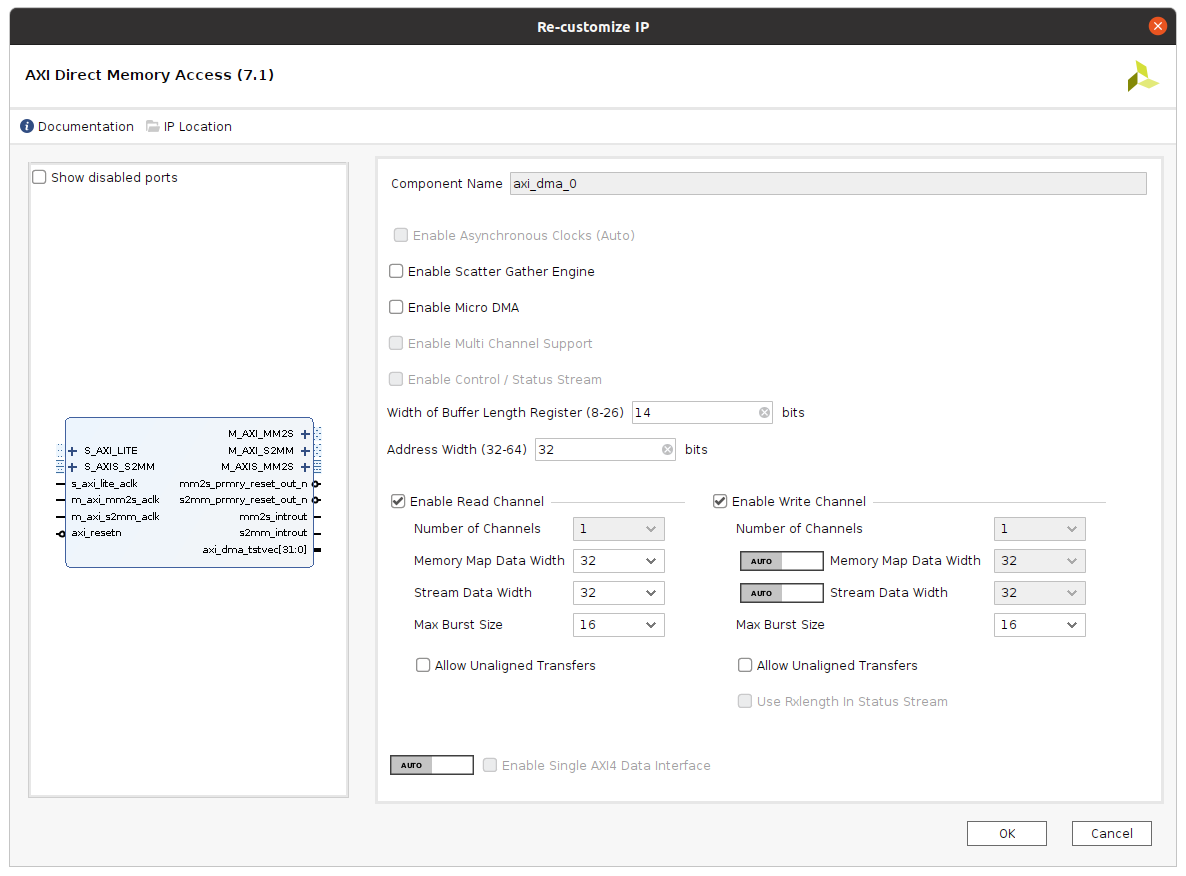 Re-customize IP
AXI Direct Memory Access (7.1)
Documentation IP Location
Show disabled ports
M_AXI_MM2S
S_AXI_LITE M_AXI_S2MM
S_AXIS_S2MM M_AXIS_MM2S
s_axi_lite_aclk mm2s_prmry_reset_out_n
m_axi_mm2s_aclk s2mm_prmry_reset_out_n
m_axi_s2mm_aclk mm2s_introut
axi_resetn s2mm_introut
axi_dma_tstvec[31:0]
Component Name axi_dma_0
Enable Asynchronous Clocks (Auto)
Enable Scatter Gather Engine
Enable Micro DMA
Enable Multi Channel Support
Enable Control / Status Stream
Width of Buffer Length Register (8-26) 14 bits
Address Width (32-64) 32 bits
Enable Read Channel
Number of Channels 1
Memory Map Data Width 32
Stream Data Width 32
Max Burst Size 16
Allow Unaligned Transfers
Enable Write Channel
Number of Channels 1
AUTO Memory Map Data Width 32
AUTO Stream Data Width 32
Max Burst Size 16
Allow Unaligned Transfers
Use Rxlength In Status Stream
AUTO Enable Single AXI4 Data Interface
OK Cancel